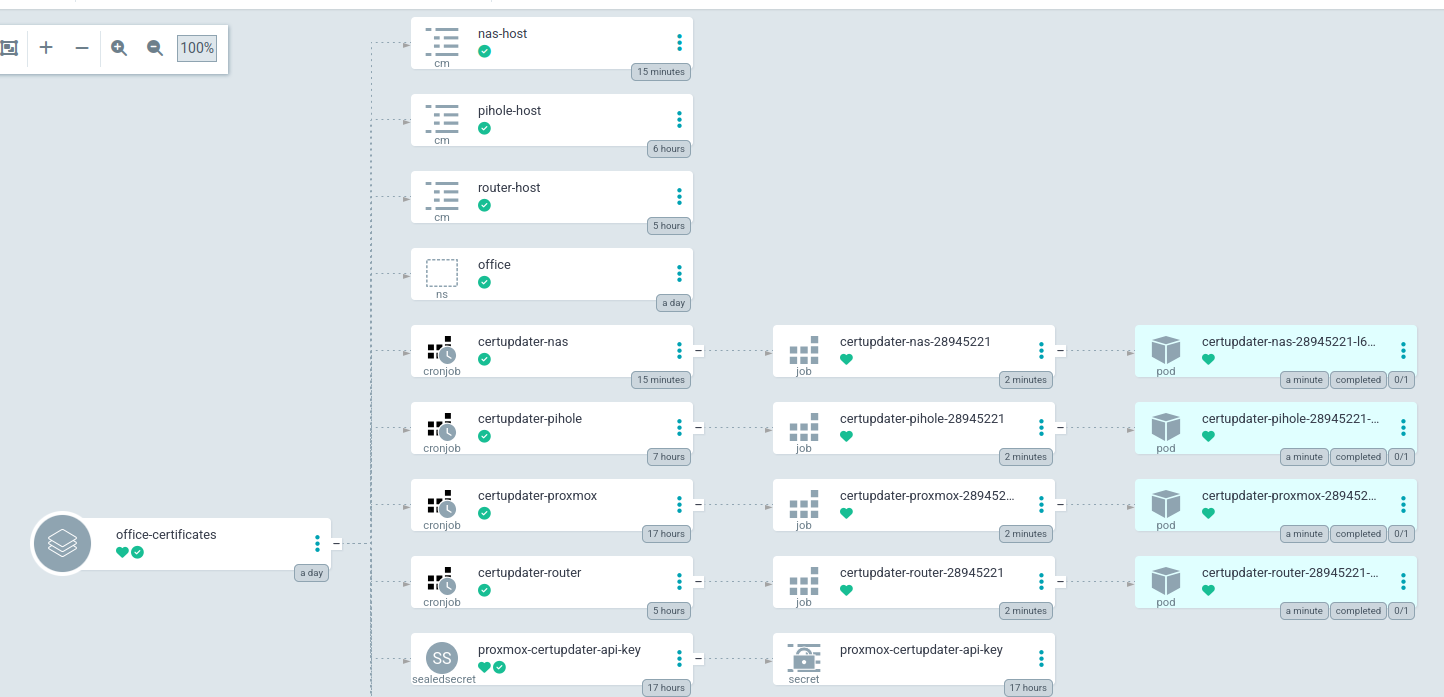 100%
nas-host
cm
15 minutes
pihole-host
cm
6 hours
router-host
cm
5 hours
office
ns
a day
certupdater-nas
cronjob
15 minutes
certupdater-nas-28945221
job
2 minutes
certupdater-nas-28945221-l6...
pod
a minute completed 0/1
certupdater-pihole
cronjob
7 hours
certupdater-pihole-28945221
job
2 minutes
certupdater-pihole-28945221-...
pod
a minute completed 0/1
certupdater-proxmox
cronjob
17 hours
certupdater-proxmox-289452...
job
2 minutes
certupdater-proxmox-289452...
pod
a minute completed 0/1
office-certificates
a day
certupdater-router
cronjob
5 hours
certupdater-router-28945221
job
2 minutes
certupdater-router-28945221-...
pod
a minute completed 0/1
SS
proxmox-certupdater-api-key
sealedsecret
17 hours
proxmox-certupdater-api-key
secret
17 hours